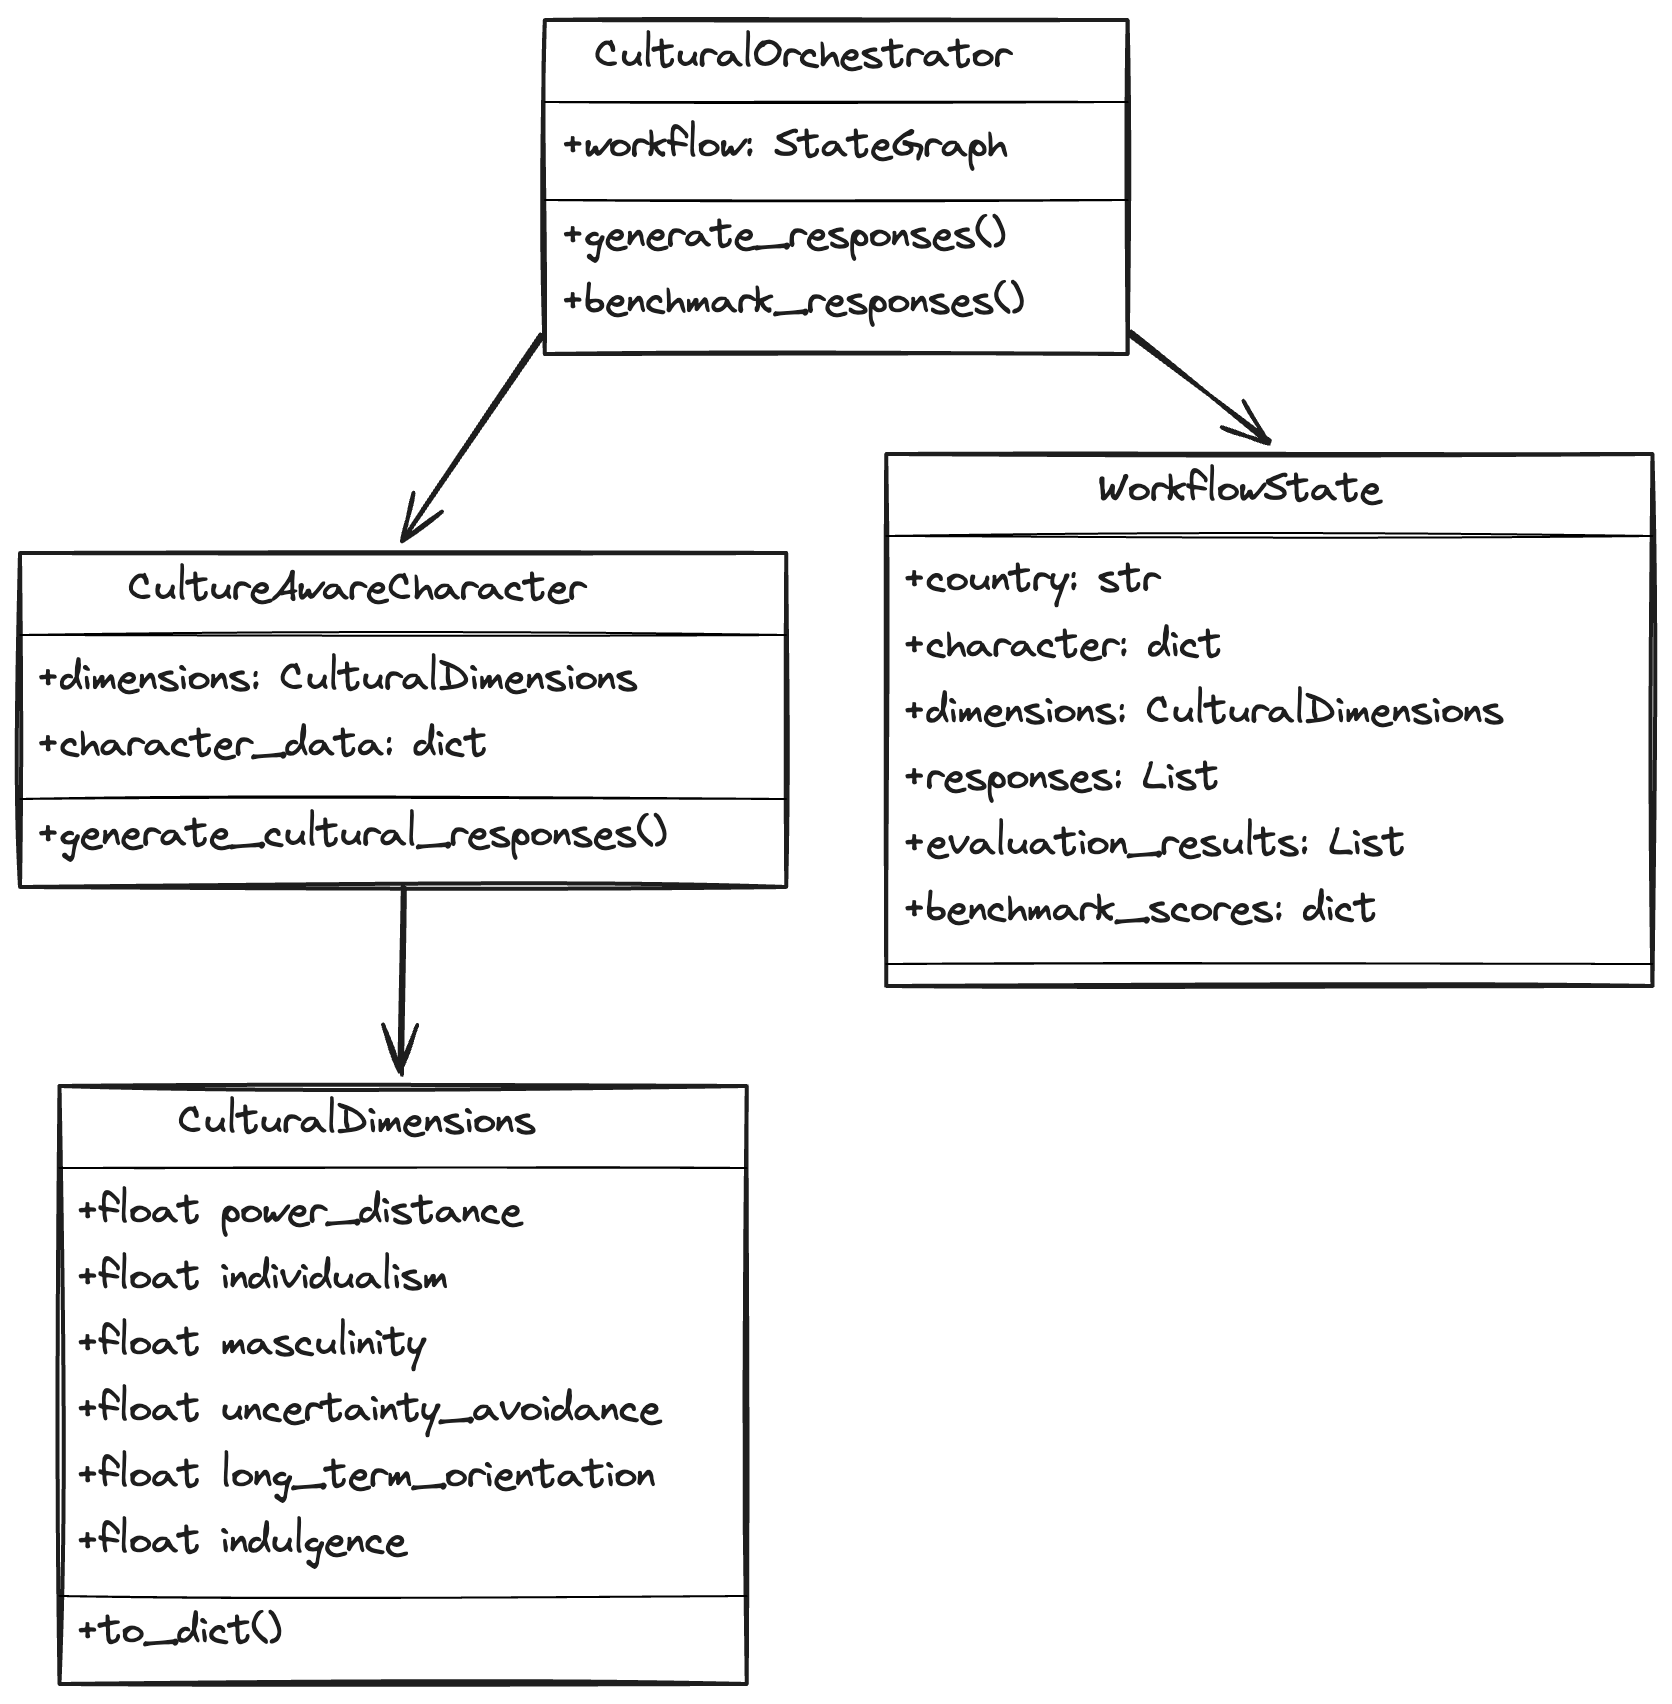 CulturalOrchestrator
+workflow: StateGraph
+generate_responses()
+benchmark_responses()
CultureAwareCharacter
+dimensions: CulturalDimensions
+character_data: dict
+generate_cultural_responses()
WorkflowState
+country: str
+character: dict
+dimensions: CulturalDimensions
+responses: List
+evaluation_results: List
+benchmark_scores: dict
CulturalDimensions
+float power_distance
+float individualism
+float masculinity
+float uncertainty_avoidance
+float long_term_orientation
+float indulgence
+to_dict()